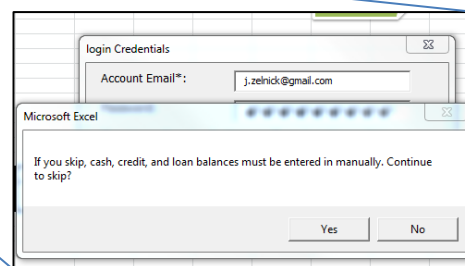 login Credentials
Account Email*:
j.zelnick@gmail.com
Microsoft Excel
If you skip, cash, credit, and loan balances must be entered in manually. Continue
to skip?
Yes
No